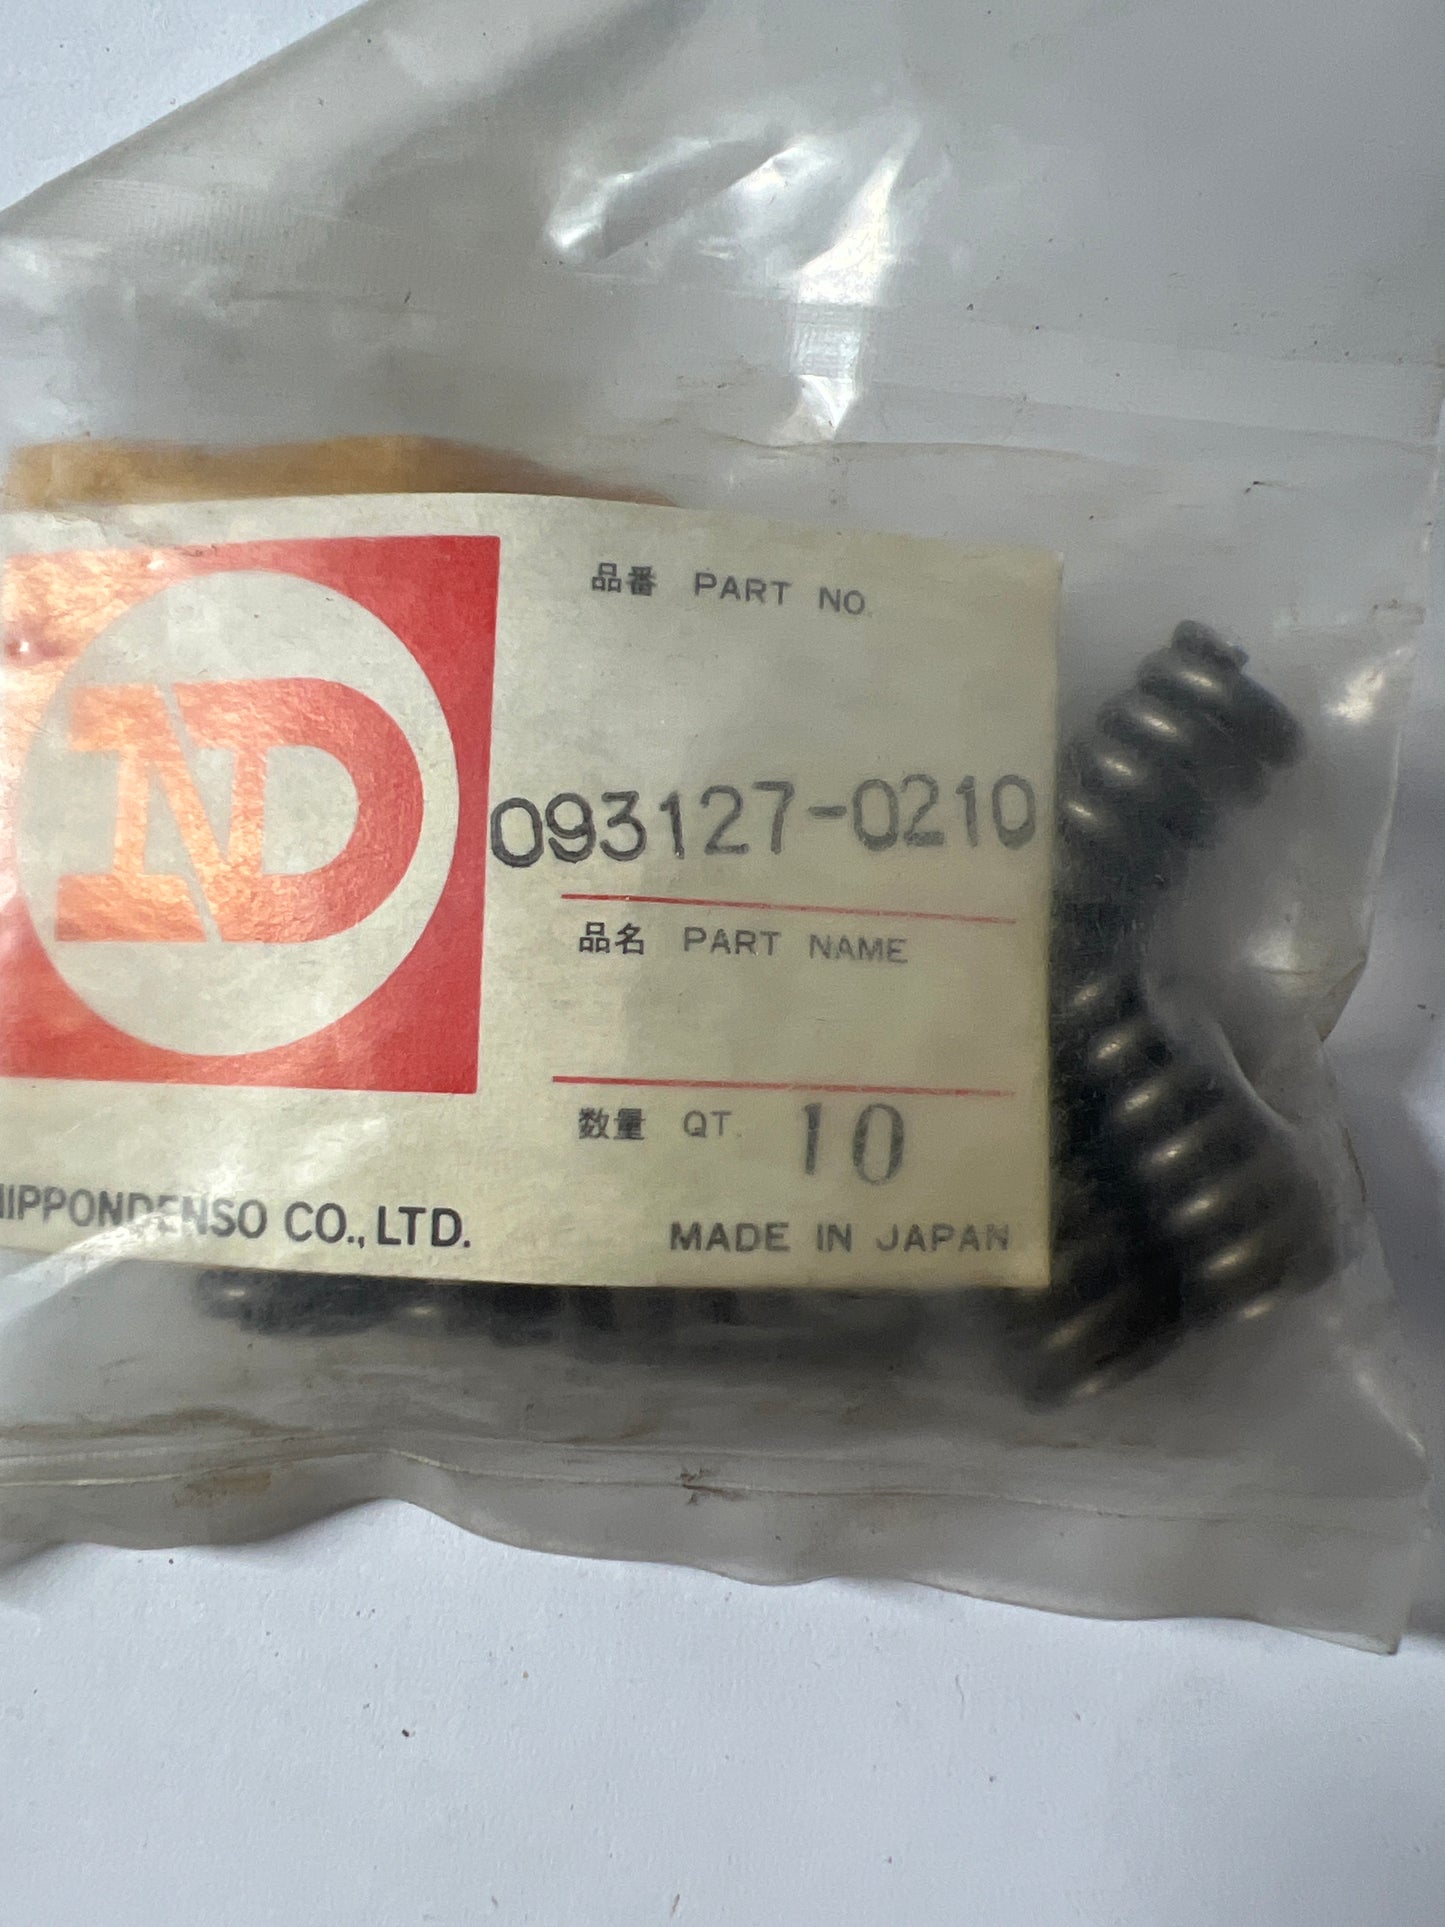 品番 PART NO.
ND
093127-0210
品名 PART NAME
数量 QT. 10
NIPPONDENSO CO., LTD.
MADE IN JAPAN